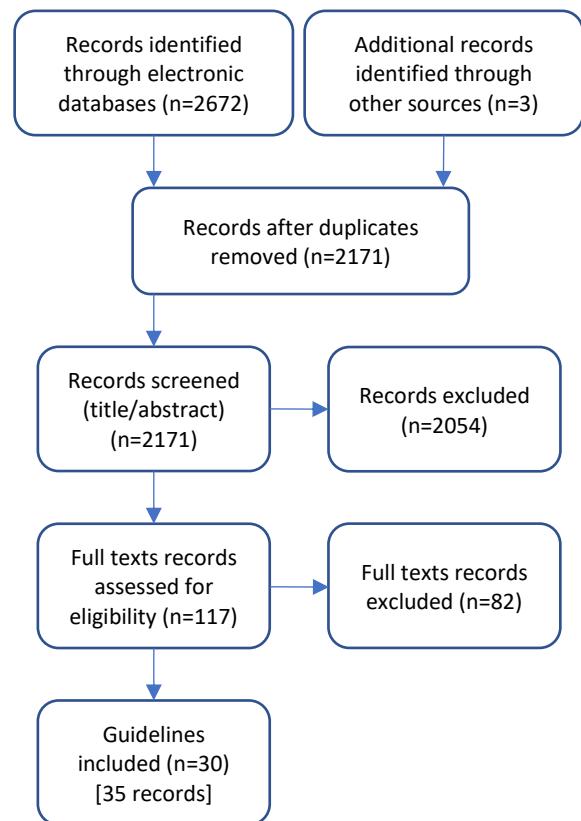 Records identified
through electronic
databases (n=2672)
Additional records
identified through
other sources (n=3)
Records after duplicates
removed (n=2171)
Records screened
(title/abstract)
(n=2171)
Records excluded
(n=2054)
Full texts records
assessed for
eligibility (n=117)
Full texts records
excluded (n=82)
Guidelines
included (n=30)
[35 records]